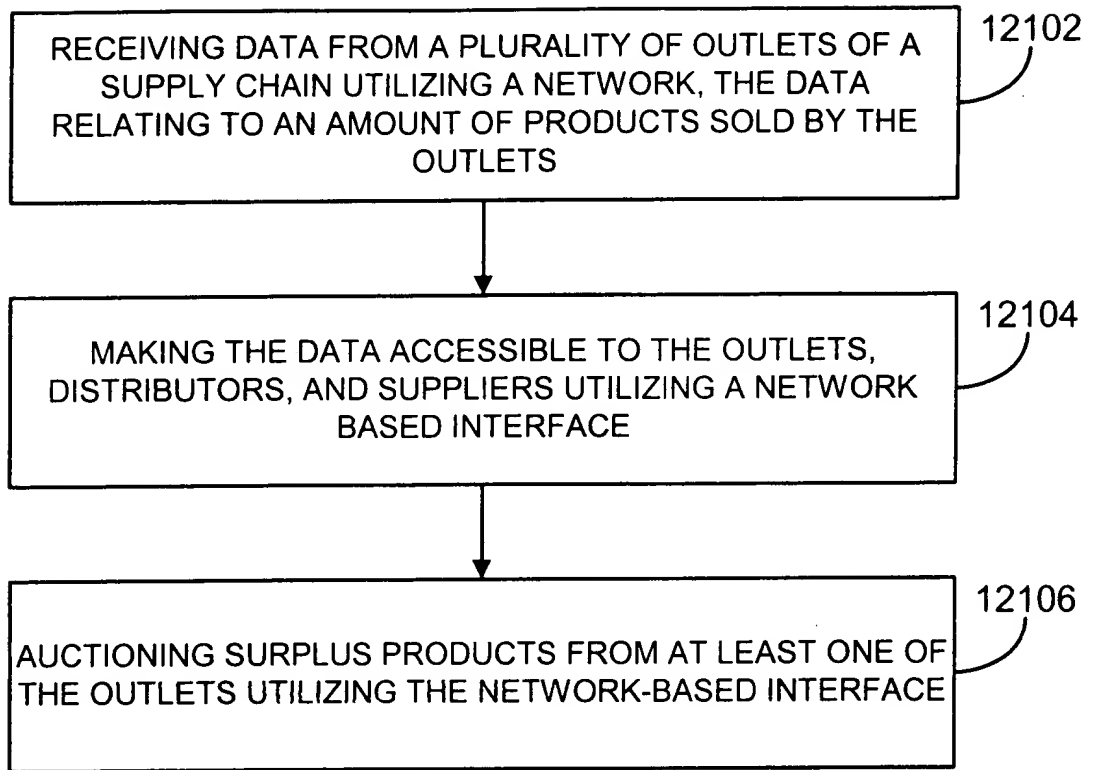 RECEIVING DATA FROM A PLURALITY OF OUTLETS OF A
SUPPLY CHAIN UTILIZING A NETWORK, THE DATA
RELATING TO AN AMOUNT OF PRODUCTS SOLD BY THE
OUTLETS
12102
MAKING THE DATA ACCESSIBLE TO THE OUTLETS,
DISTRIBUTORS, AND SUPPLIERS UTILIZING A NETWORK
BASED INTERFACE
12104
AUCTIONING SURPLUS PRODUCTS FROM AT LEAST ONE OF
THE OUTLETS UTILIZING THE NETWORK-BASED INTERFACE
12106